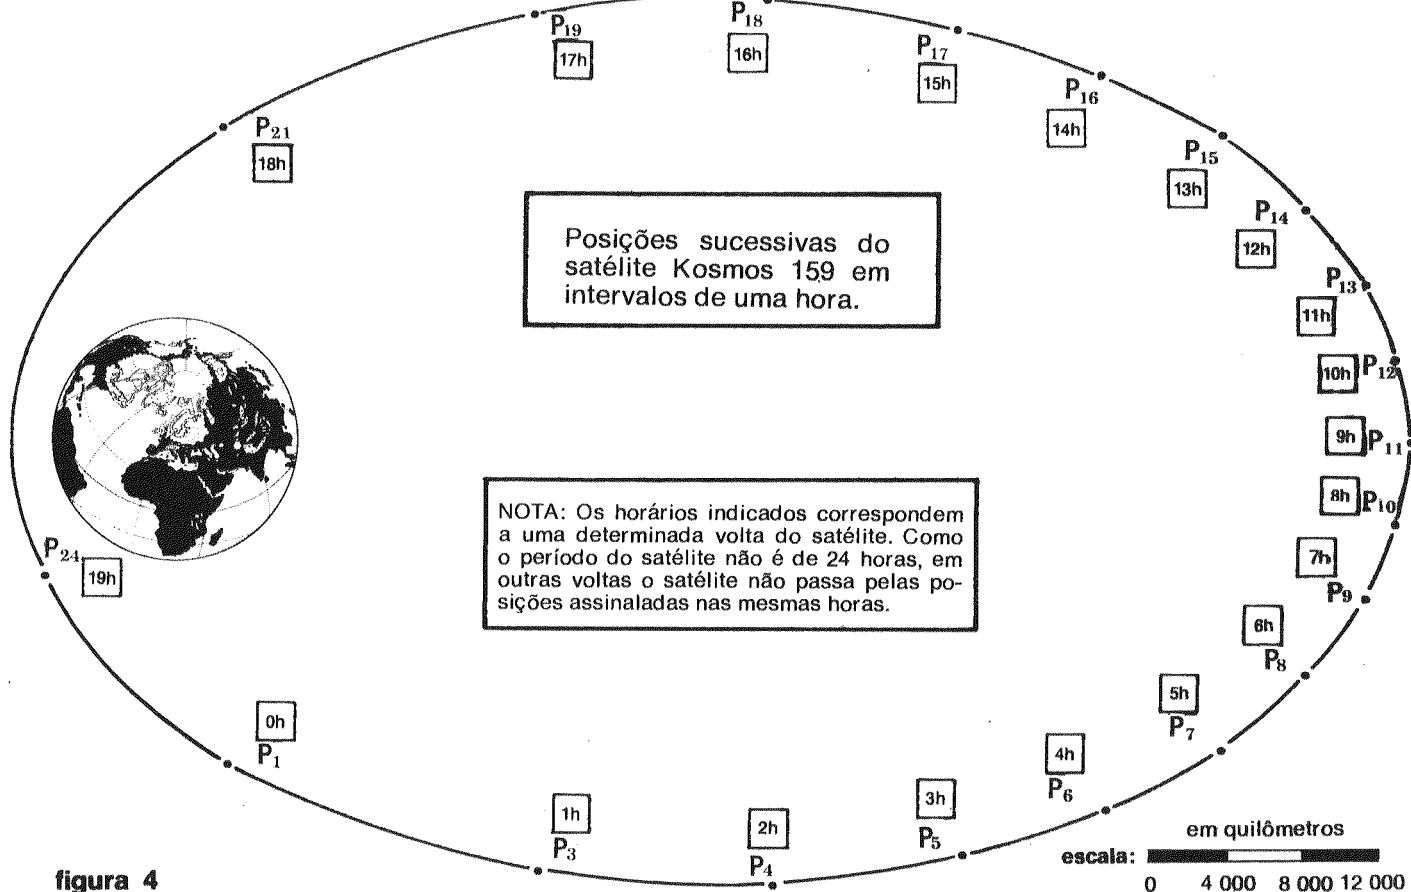 P19
17h
P18
16h
P17
15h
P16
14h
P15
13h
P14
12h
P13
11h
P12
10h
P11
9h
P10
8h
P9
7h
P8
6h
P7
5h
P6
4h
P5
3h
P4
2h
P3
1h
P1
0h
P24
19h
P21
18h
Posições sucessivas do
satélite Kosmos 159 em
intervalos de uma hora.
NOTA: Os horários indicados correspondem
a uma determinada volta do satélite. Como
o período do satélite não é de 24 horas, em
outras voltas o satélite não passa pelas po-
sições assinaladas nas mesmas horas.
em quilômetros
escala:
0 4 000 8 000 12 000
figura 4